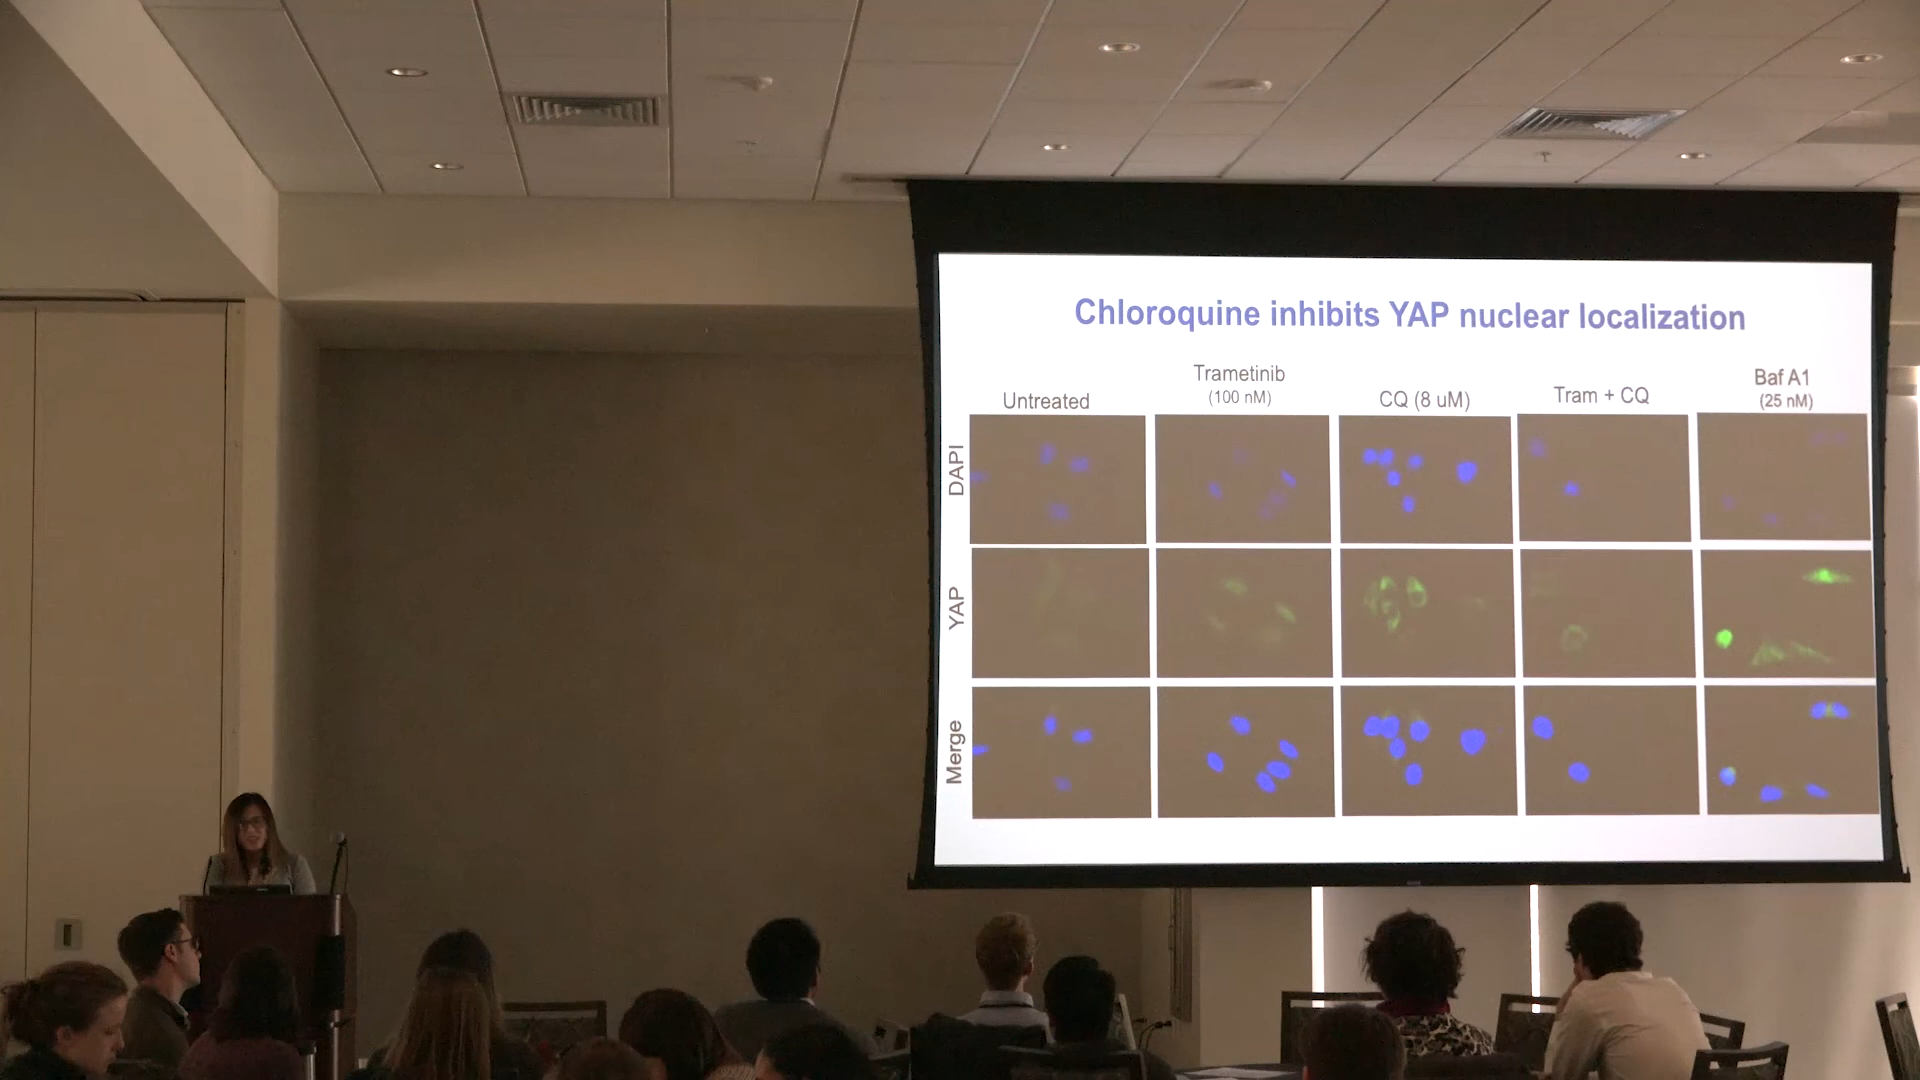 Chloroquine inhibits YAP nuclear localization
Untreated
Trametinib
(100 nM)
CQ (8 uM)
Tram + CQ
Baf A1
(25 nM)
DAPI
YAP
Merge